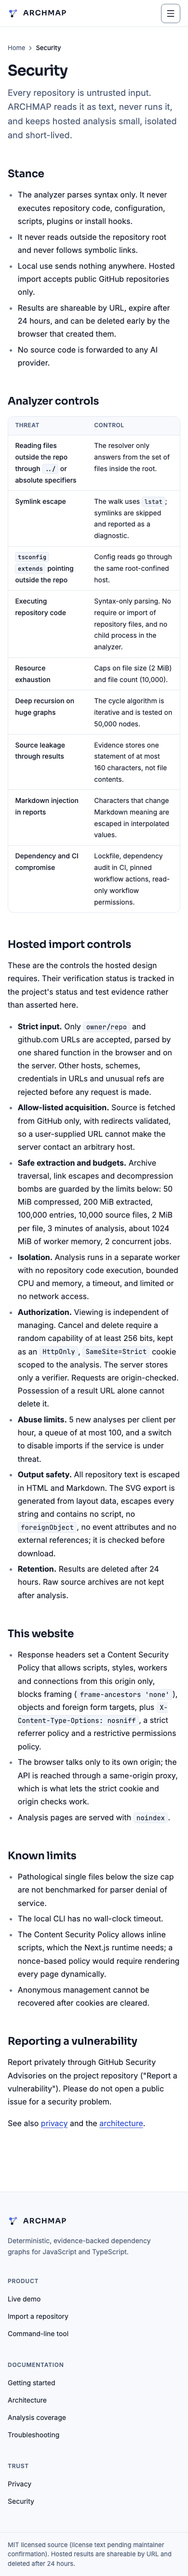 ARCHMAP
Home > Security
Security
Every repository is untrusted input.
ARCHMAP reads it as text, never runs it,
and keeps hosted analysis small, isolated
and short-lived.
Stance
• The analyzer parses syntax only. It never
executes repository code, configuration,
scripts, plugins or install hooks.
• It never reads outside the repository root
and never follows symbolic links.
• Local use sends nothing anywhere. Hosted
import accepts public GitHub repositories
only.
• Results are shareable by URL, expire after
24 hours, and can be deleted early by the
browser that created them.
• No source code is forwarded to any AI
provider.
Analyzer controls
THREAT CONTROL
Reading files
outside the repo
through ../ or
absolute specifiers
The resolver only
answers from the set of
files inside the root.
Symlink escape
The walk uses lstat;
symlinks are skipped
and reported as a
diagnostic.
tsconfig
extends pointing
outside the repo
Config reads go through
the same root-confined
host.
Executing
repository code
Syntax-only parsing. No
require or import of
repository files, and no
child process in the
analyzer.
Resource
exhaustion
Caps on file size (2 MiB)
and file count (10,000).
Deep recursion on
huge graphs
The cycle algorithm is
iterative and is tested on
50,000 nodes.
Source leakage
through results
Evidence stores one
statement of at most
160 characters, not file
contents.
Markdown injection
in reports
Characters that change
Markdown meaning are
escaped in interpolated
values.
Dependency and CI
compromise
Lockfile, dependency
audit in CI, pinned
workflow actions, read-
only workflow
permissions.
Hosted import controls
These are the controls the hosted design
requires. Their verification status is tracked in
the project's status and test evidence rather
than asserted here.
• Strict input. Only owner/repo and
github.com URLs are accepted, parsed by
one shared function in the browser and on
the server. Other hosts, schemes,
credentials in URLs and unusual refs are
rejected before any request is made.
• Allow-listed acquisition. Source is fetched
from GitHub only, with redirects validated,
so a user-supplied URL cannot make the
server contact an arbitrary host.
• Safe extraction and budgets. Archive
traversal, link escapes and decompression
bombs are guarded by the limits below: 50
MiB compressed, 200 MiB extracted,
100,000 entries, 10,000 source files, 2 MiB
per file, 3 minutes of analysis, about 1024
MiB of worker memory, 2 concurrent jobs.
• Isolation. Analysis runs in a separate worker
with no repository code execution, bounded
CPU and memory, a timeout, and limited or
no network access.
• Authorization. Viewing is independent of
managing. Cancel and delete require a
random capability of at least 256 bits, kept
as an HttpOnly, SameSite=Strict cookie
scoped to the analysis. The server stores
only a verifier. Requests are origin-checked.
Possession of a result URL alone cannot
delete it.
• Abuse limits. 5 new analyses per client per
hour, a queue of at most 100, and a switch
to disable imports if the service is under
threat.
• Output safety. All repository text is escaped
in HTML and Markdown. The SVG export is
generated from layout data, escapes every
string and contains no script, no
foreignObject, no event attributes and no
external references; it is checked before
download.
• Retention. Results are deleted after 24
hours. Raw source archives are not kept
after analysis.
This website
• Response headers set a Content Security
Policy that allows scripts, styles, workers
and connections from this origin only,
blocks framing (frame-ancestors 'none'),
objects and foreign form targets, plus X-
Content-Type-Options: nosniff, a strict
referrer policy and a restrictive permissions
policy.
• The browser talks only to its own origin; the
API is reached through a same-origin proxy,
which is what lets the strict cookie and
origin checks work.
• Analysis pages are served with noindex.
Known limits
• Pathological single files below the size cap
are not benchmarked for parser denial of
service.
• The local CLI has no wall-clock timeout.
• The Content Security Policy allows inline
scripts, which the Next.js runtime needs; a
nonce-based policy would require rendering
every page dynamically.
• Anonymous management cannot be
recovered after cookies are cleared.
Reporting a vulnerability
Report privately through GitHub Security
Advisories on the project repository ("Report a
vulnerability"). Please do not open a public
issue for a security problem.
See also privacy and the architecture.
ARCHMAP
Deterministic, evidence-backed dependency
graphs for JavaScript and TypeScript.
PRODUCT
Live demo
Import a repository
Command-line tool
DOCUMENTATION
Getting started
Architecture
Analysis coverage
Troubleshooting
TRUST
Privacy
Security
MIT licensed source (license text pending maintainer
confirmation). Hosted results are shareable by URL and
deleted after 24 hours.